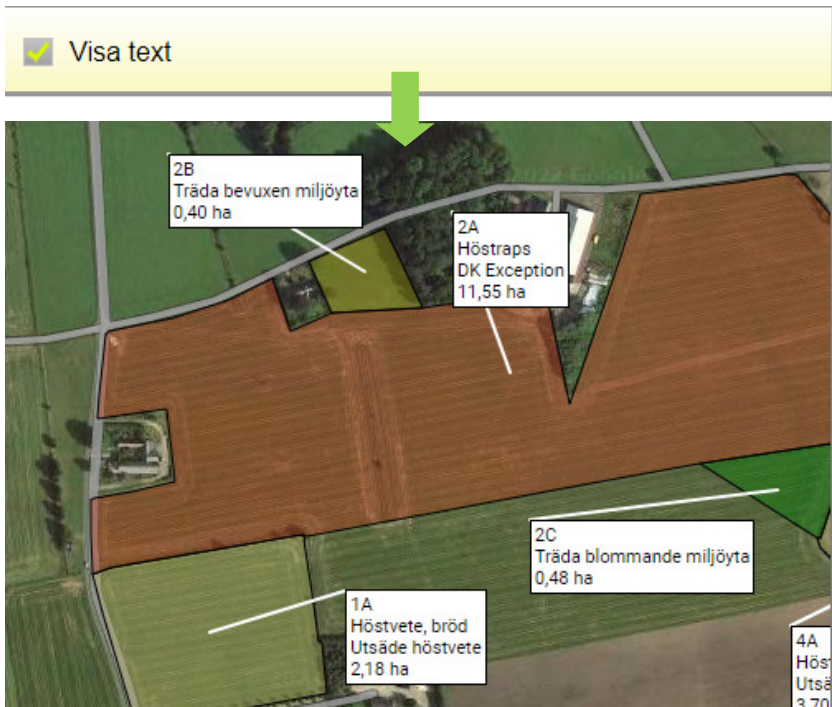 Visa text
2B
Träda bevuxen miljöyta
0,40 ha
2A
Höstraps
DK Exception
11,55 ha
2C
Träda blommande miljöyta
0,48 ha
1A
Höstvete, bröd
Utsäde höstvete
2,18 ha
4A